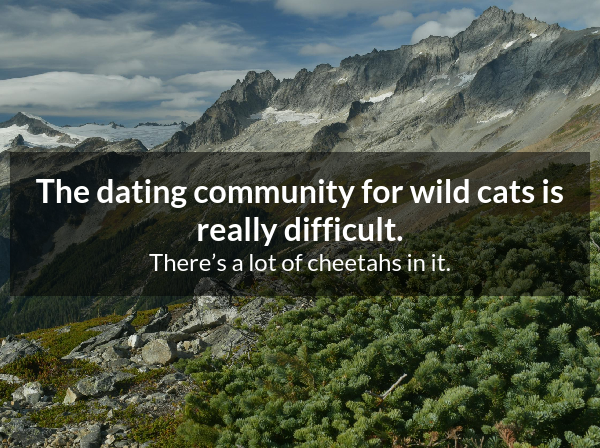 The dating community for wild cats is
really difficult.
There’s a lot of cheetahs in it.